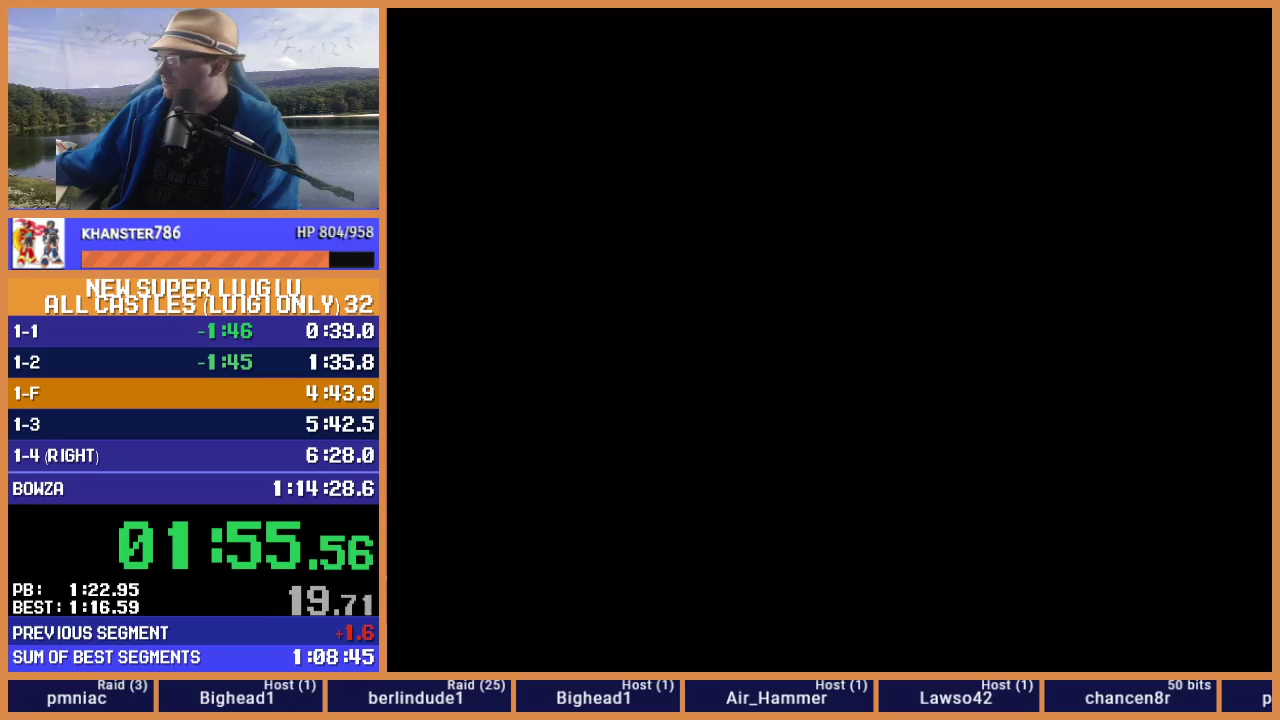 KHANSTER786 HP 804/958
NEW SUPER LUIGI U
ALL CASTLES (LUIGI ONLY) 32
1-1 -1:46 0:39.0
1-2 -1:45 1:35.8
1-F 4:43.9
1-3 5:42.5
1-4 (RIGHT) 6:28.0
BOWZA 1:14:28.6
01:55.56
PB: 1:22.95
BEST: 1:16.59
19.71
PREVIOUS SEGMENT +1.6
SUM OF BEST SEGMENTS 1:08:45
Raid (3) Host (1) Raid (25) Host (1) Host (1) Host (1) 50 bits
pmniac Bighead1 berlindude1 Bighead1 Air_Hammer Lawso42 chancen8r p